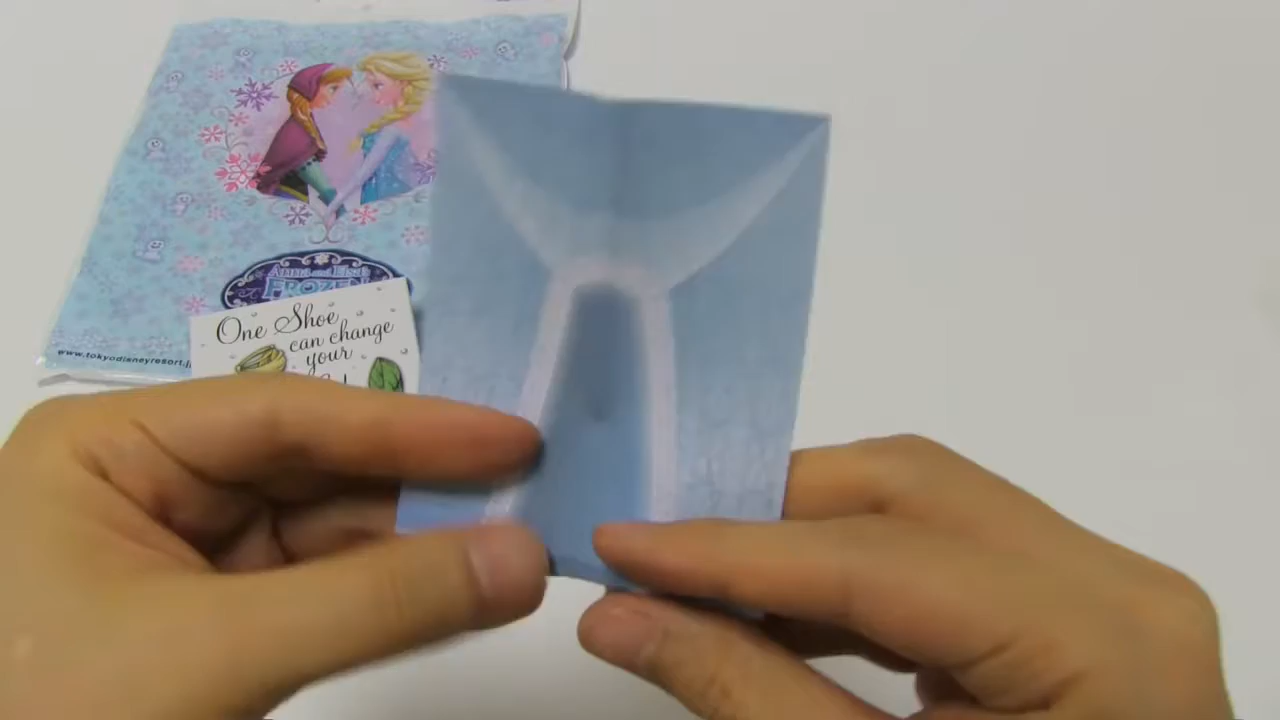 Anna and Elsa's
FROZEN
One Shoe
can change
your
www.tokyodisneyresort.j